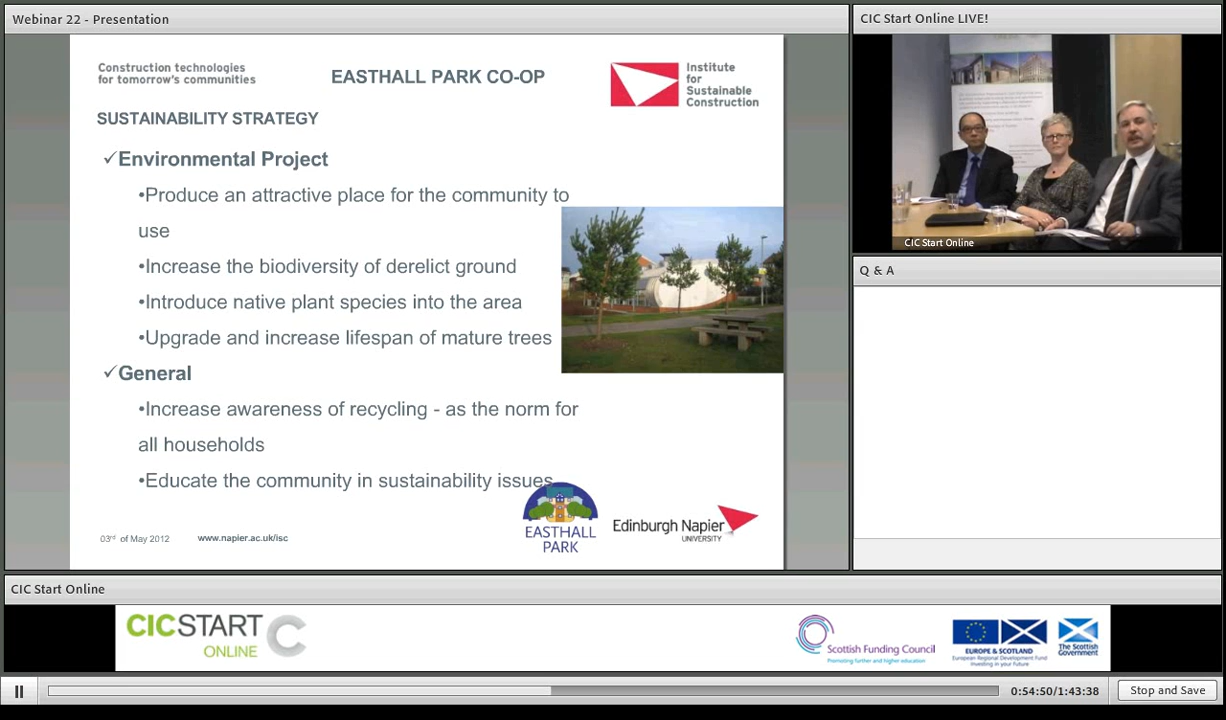 Webinar 22 - Presentation
CIC Start Online LIVE!
Construction technologies
for tomorrow's communities
EASTHALL PARK CO-OP
Institute
for
Sustainable
Construction
SUSTAINABILITY STRATEGY
✓Environmental Project
•Produce an attractive place for the community to
use
•Increase the biodiversity of derelict ground
•Introduce native plant species into the area
•Upgrade and increase lifespan of mature trees
✓General
•Increase awareness of recycling - as the norm for
all households
•Educate the community in sustainability issues
EASTHALL
PARK
Edinburgh Napier
UNIVERSITY
03rd of May 2012
www.napier.ac.uk/isc
CIC Start Online
Q & A
CIC Start Online
CICSTART
ONLINE
Scottish Funding Council
Promoting further and higher education
EUROPE & SCOTLAND
European Regional Development Fund
Investing in your Future
The Scottish
Government
0:54:50/1:43:38
Stop and Save